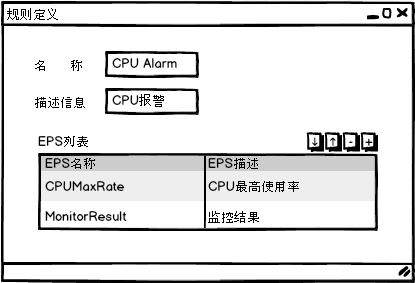 规则定义
名 称 CPU Alarm
描述信息 CPU报警
EPS列表 ↓ ↑ - +
EPS名称 EPS描述
CPUMaxRate CPU最高使用率
MonitorResult 监控结果